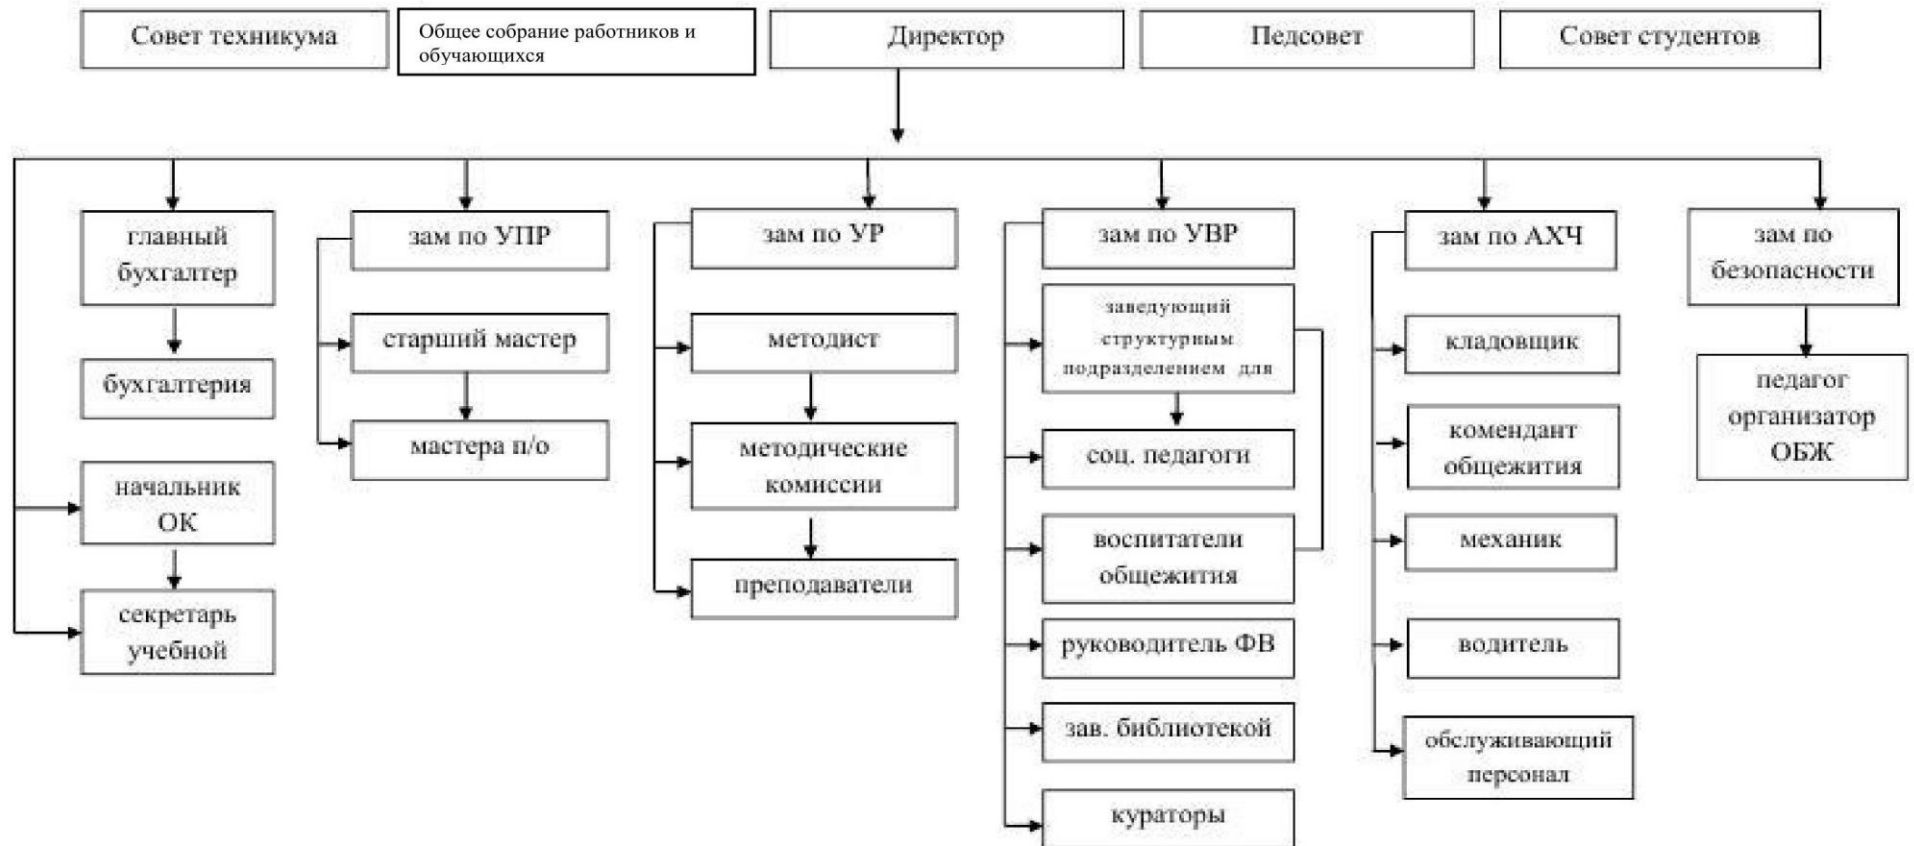 Совет техникума
Общее собрание работников и
обучающихся
Директор
Педсовет
Совет студентов
главный
бухгалтер
бухгалтерия
начальник
ОК
секретарь
учебной
зам по УПР
старший мастер
мастера п/о
зам по УР
методист
методические
комиссии
преподаватели
зам по УВР
заведующий
структурным
подразделением для
соц. педагоги
воспитатели
общежития
руководитель ФВ
зав. библиотекой
кураторы
зам по АХЧ
кладовщик
комендант
общежития
механик
водитель
обслуживающий
персонал
зам по
безопасности
педагог
организатор
ОБЖ